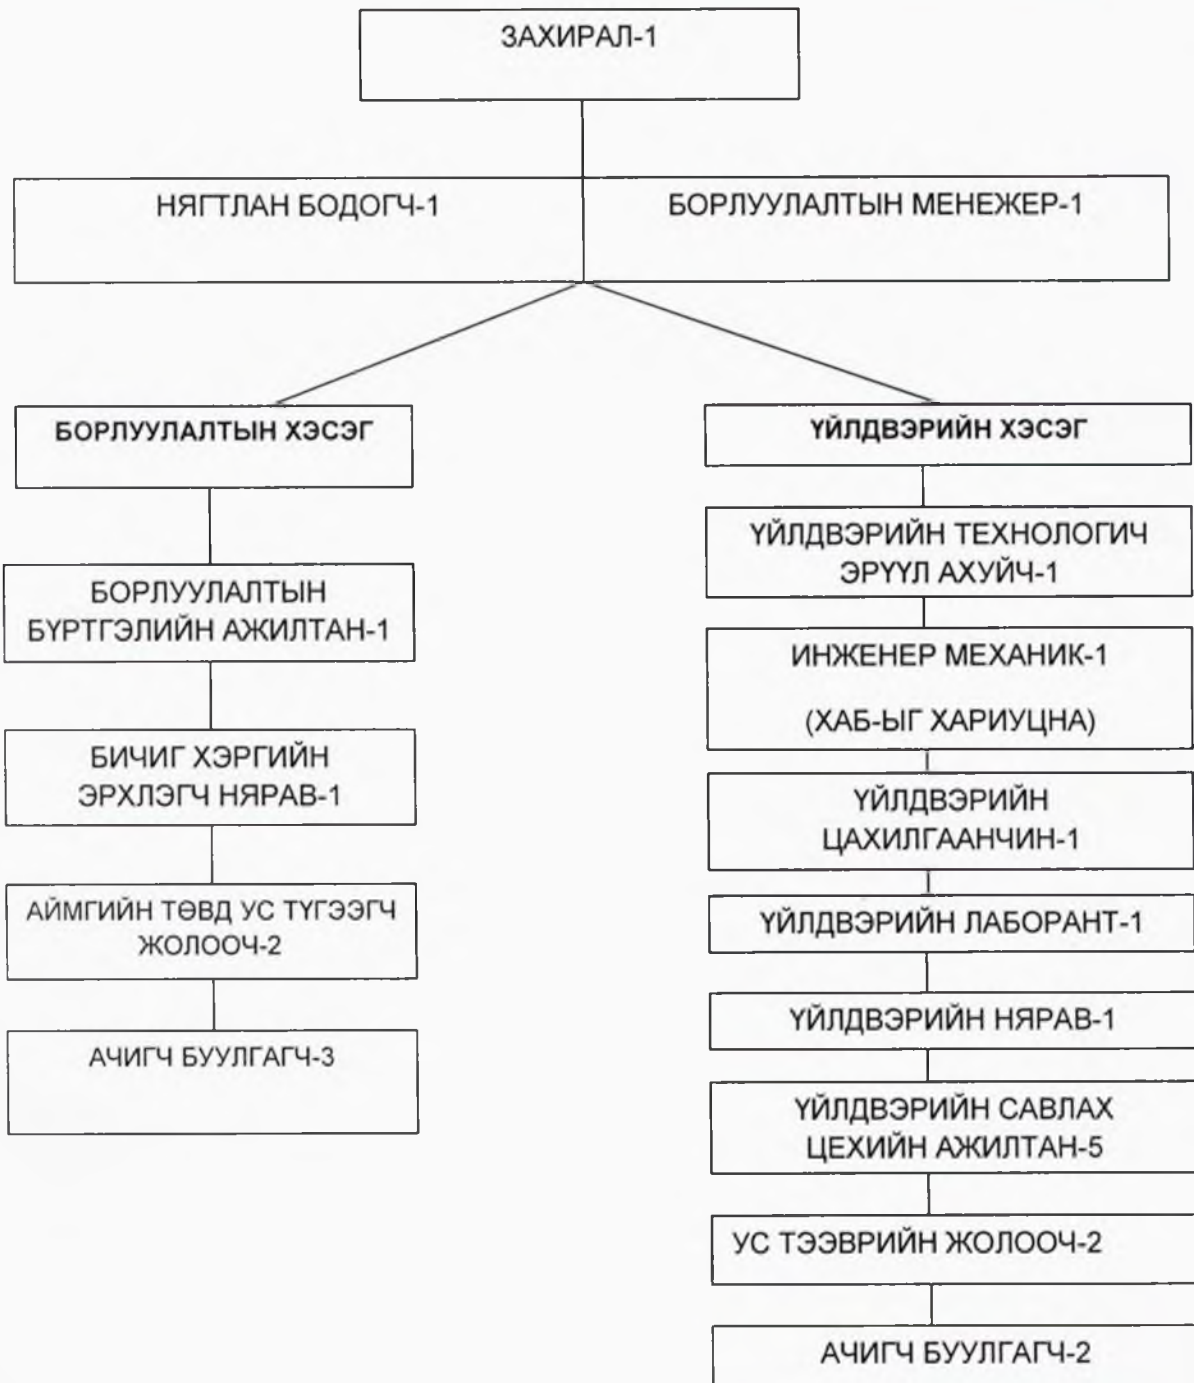 ЗАХИРАЛ-1
НЯГТЛАН БОДОГЧ-1
БОРЛУУЛАЛТЫН МЕНЕЖЕР-1
БОРЛУУЛАЛТЫН ХЭСЭГ
БОРЛУУЛАЛТЫН
БҮРТГЭЛИЙН АЖИЛТАН-1
БИЧИГ ХЭРГИЙН
ЭРХЛЭГЧ НЯРАВ-1
АЙМГИЙН ТӨВД УС ТҮГЭЭГЧ
ЖОЛООЧ-2
АЧИГЧ БУУЛГАГЧ-3
ҮЙЛДВЭРИЙН ХЭСЭГ
ҮЙЛДВЭРИЙН ТЕХНОЛОГИЧ
ЭРҮҮЛ АХУЙЧ-1
ИНЖЕНЕР МЕХАНИК-1
(ХАБ-ЫГ ХАРИУЦНА)
ҮЙЛДВЭРИЙН
ЦАХИЛГААНЧИН-1
ҮЙЛДВЭРИЙН ЛАБОРАНТ-1
ҮЙЛДВЭРИЙН НЯРАВ-1
ҮЙЛДВЭРИЙН САВЛАХ
ЦЕХИЙН АЖИЛТАН-5
УС ТЭЭВРИЙН ЖОЛООЧ-2
АЧИГЧ БУУЛГАГЧ-2